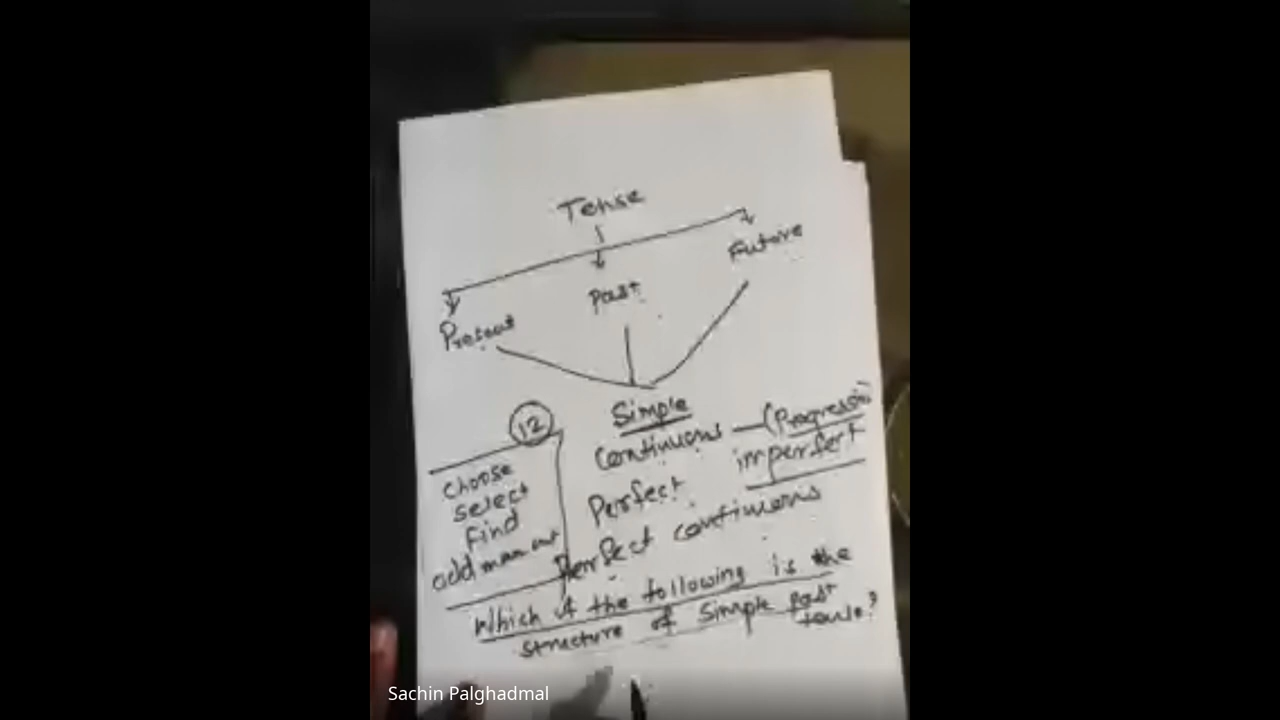 Tense
Present
Past
Future
Simple
Continuous — (Progressive)
imperfect
Perfect
Perfect continuous
12
choose
select
find
odd man out
Which of the following is the
structure of Simple past
tense?
Sachin Palghadmal